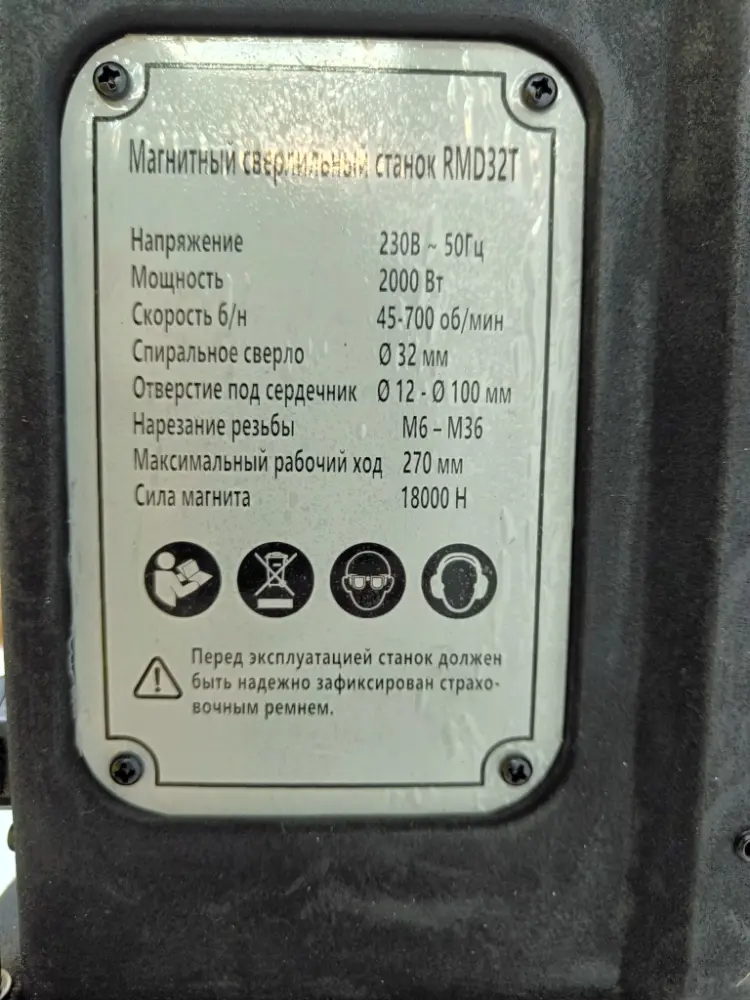 Магнитный сверлильный станок RMD32T
Напряжение 230В ~ 50Гц
Мощность 2000 Вт
Скорость б/н 45-700 об/мин
Спиральное сверло Ø 32 мм
Отверстие под сердечник Ø 12 - Ø 100 мм
Нарезание резьбы М6 – М36
Максимальный рабочий ход 270 мм
Сила магнита 18000 Н
Перед эксплуатацией станок должен
быть надежно зафиксирован страхо-
вочным ремнем.